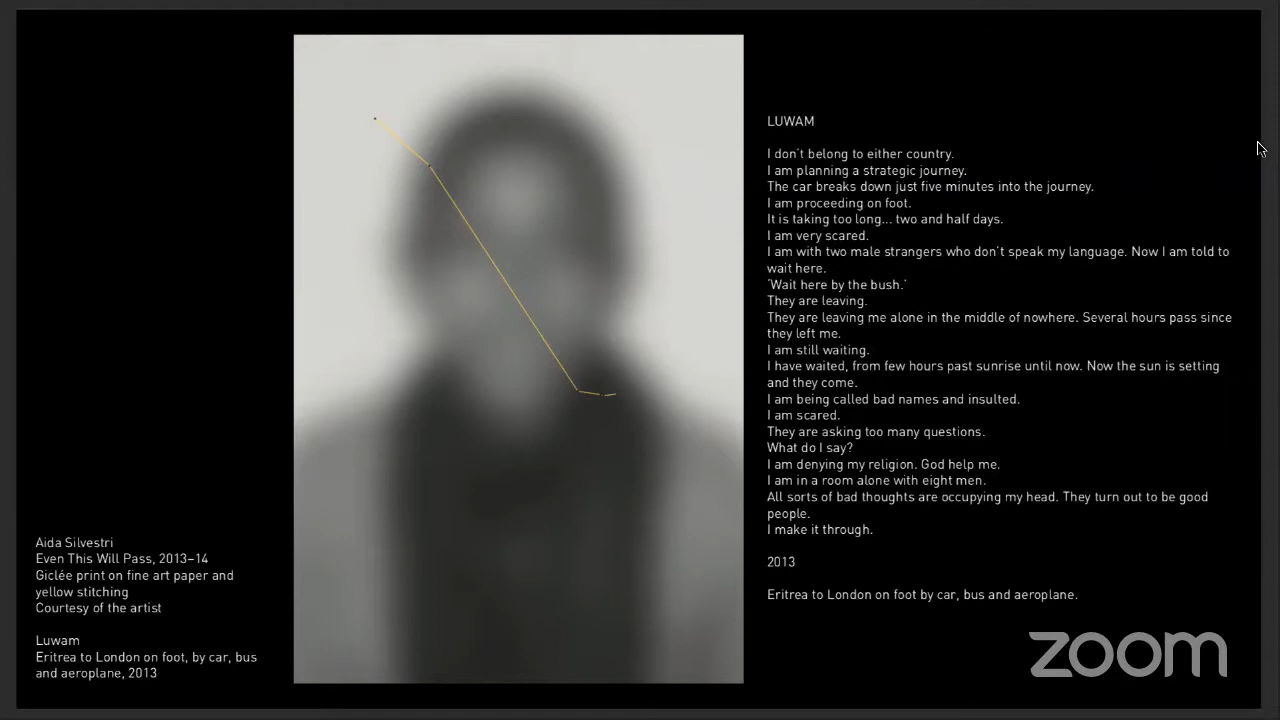 LUWAM
I don't belong to either country.
I am planning a strategic journey.
The car breaks down just five minutes into the journey.
I am proceeding on foot.
It is taking too long... two and half days.
I am very scared.
I am with two male strangers who don't speak my language. Now I am told to
wait here.
'Wait here by the bush.'
They are leaving.
They are leaving me alone in the middle of nowhere. Several hours pass since
they left me.
I am still waiting.
I have waited, from few hours past sunrise until now. Now the sun is setting
and they come.
I am being called bad names and insulted.
I am scared.
They are asking too many questions.
What do I say?
I am denying my religion. God help me.
I am in a room alone with eight men.
All sorts of bad thoughts are occupying my head. They turn out to be good
people.
I make it through.
2013
Eritrea to London on foot by car, bus and aeroplane.
Aida Silvestri
Even This Will Pass, 2013–14
Giclée print on fine art paper and
yellow stitching
Courtesy of the artist
Luwam
Eritrea to London on foot, by car, bus
and aeroplane, 2013
zoom